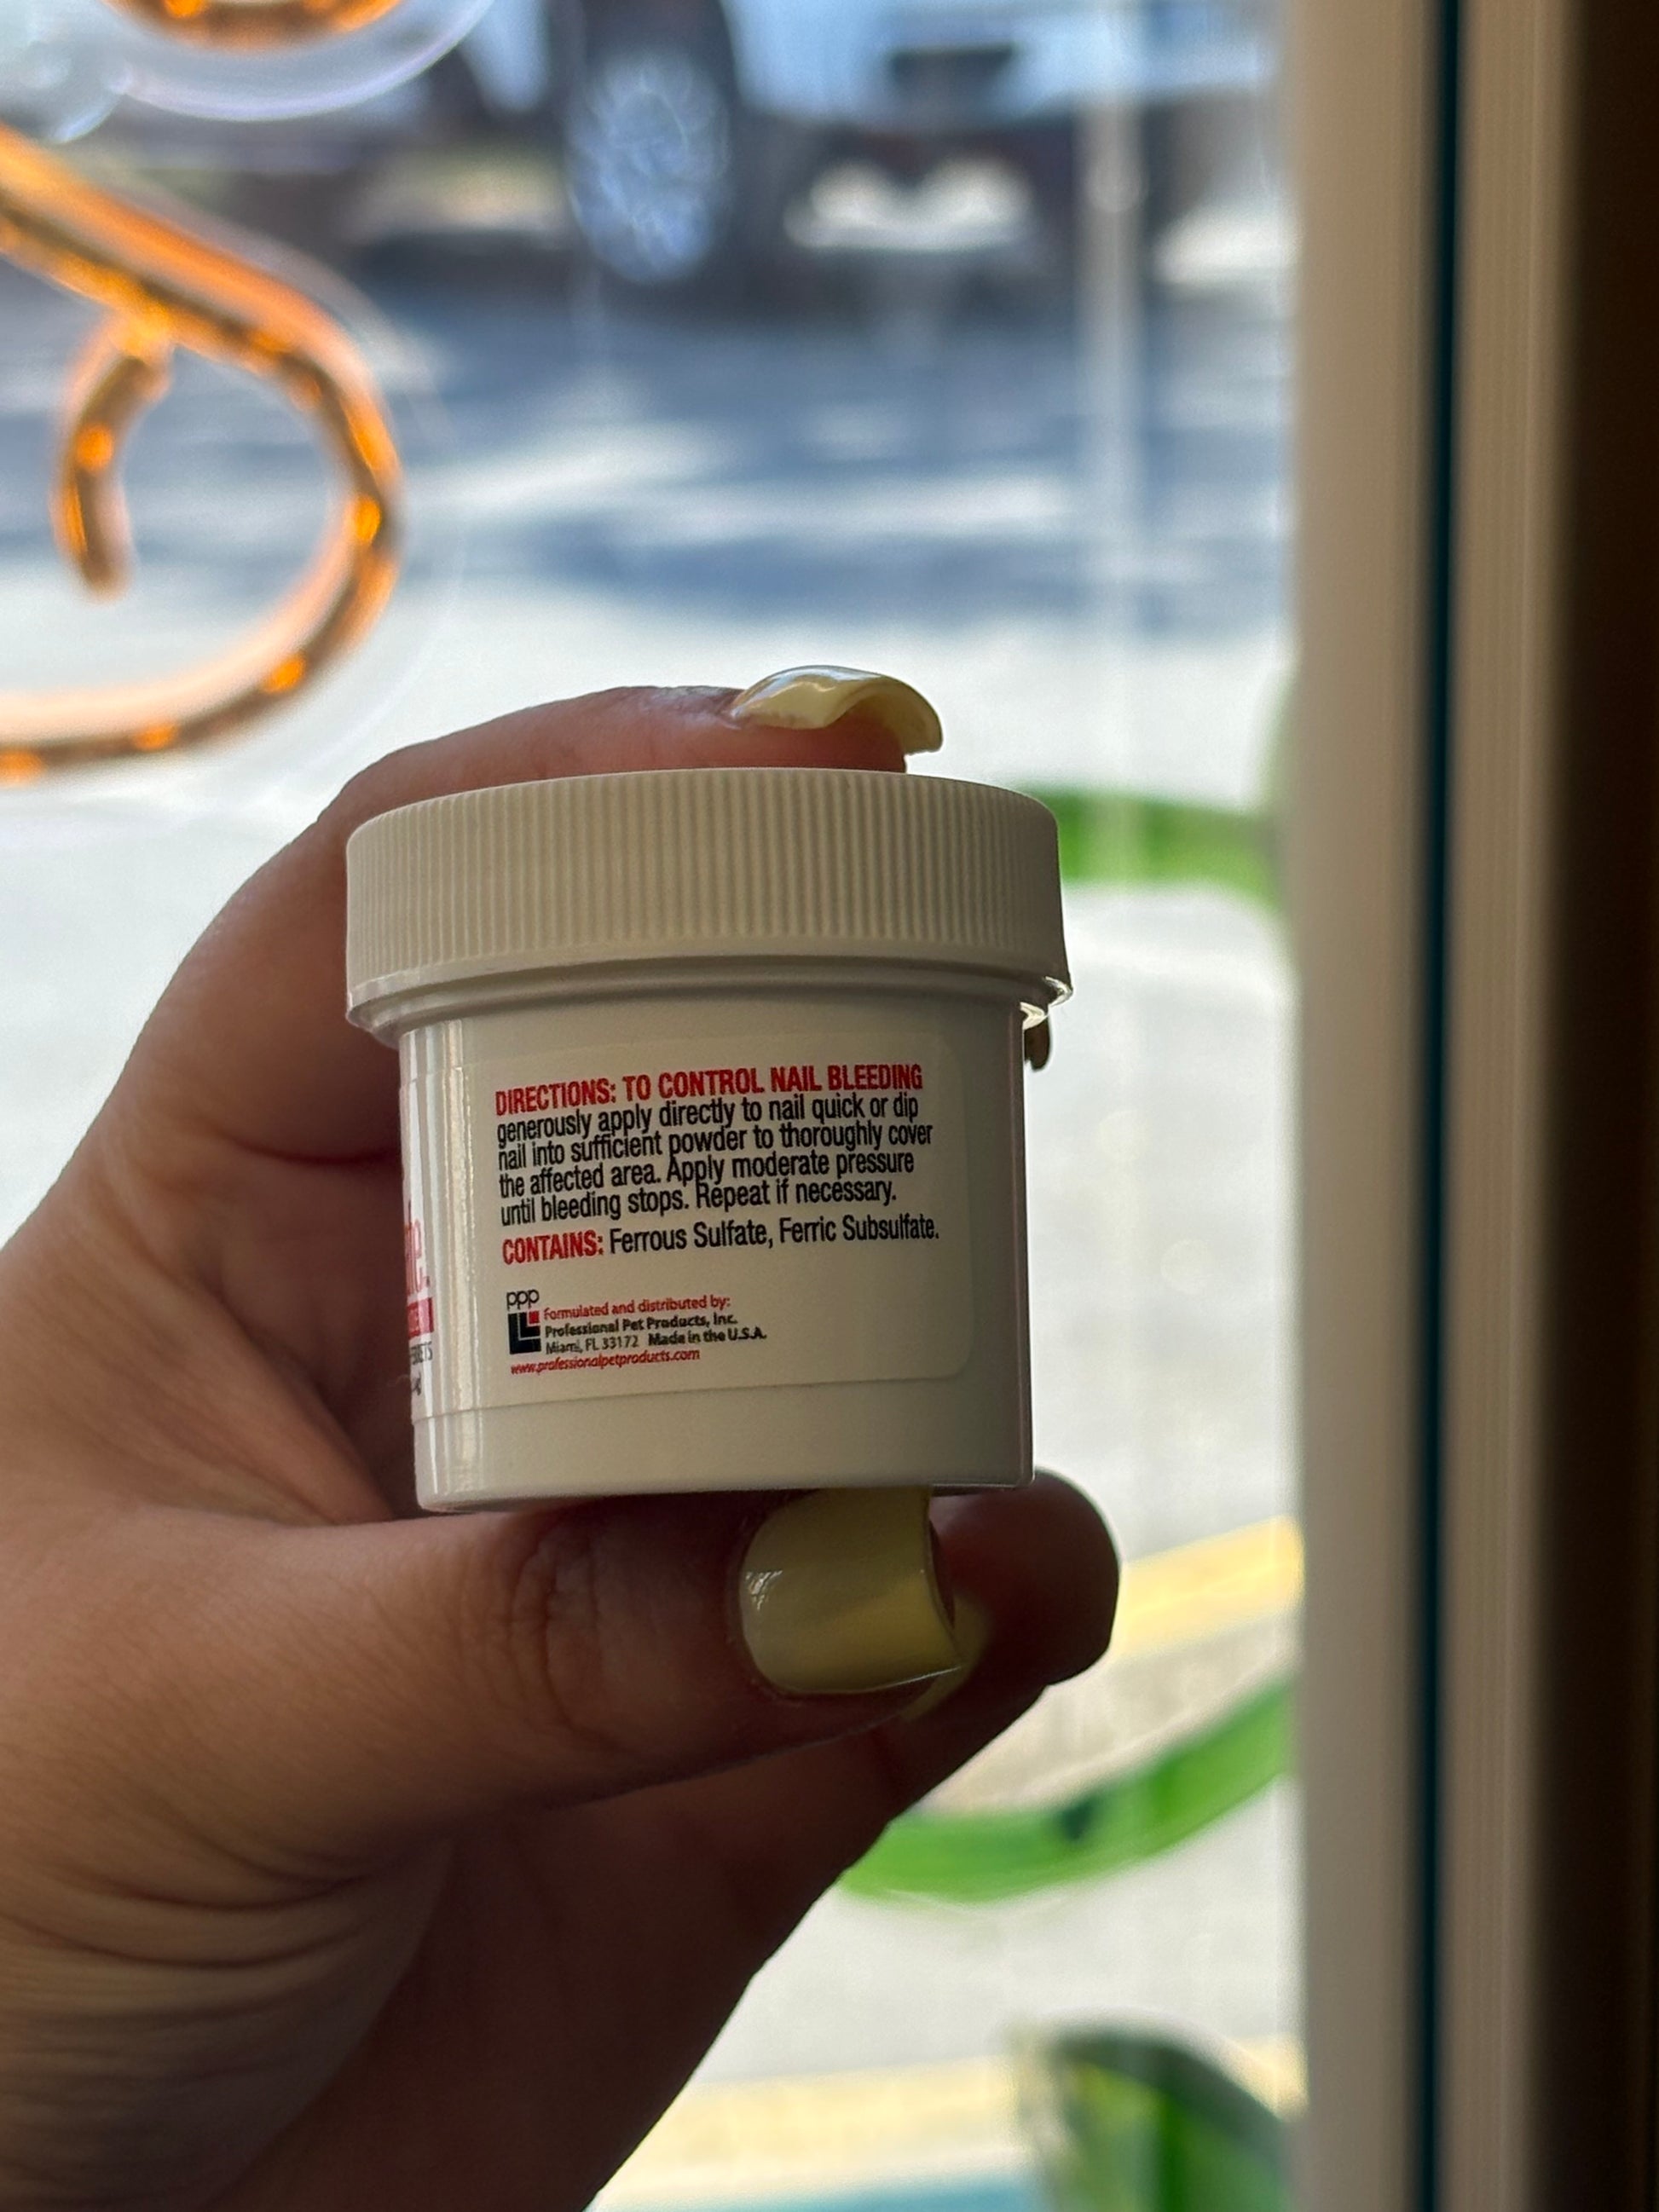 DIRECTIONS: TO CONTROL NAIL BLEEDING
generously apply directly to nail quick or dip
nail into sufficient powder to thoroughly cover
the affected area. Apply moderate pressure
until bleeding stops. Repeat if necessary.
CONTAINS: Ferrous Sulfate, Ferric Subsulfate.
ppp
Formulated and distributed by:
Professional Pet Products, Inc.
Miami, FL 33172 Made in the U.S.A.
www.professionalpetproducts.com